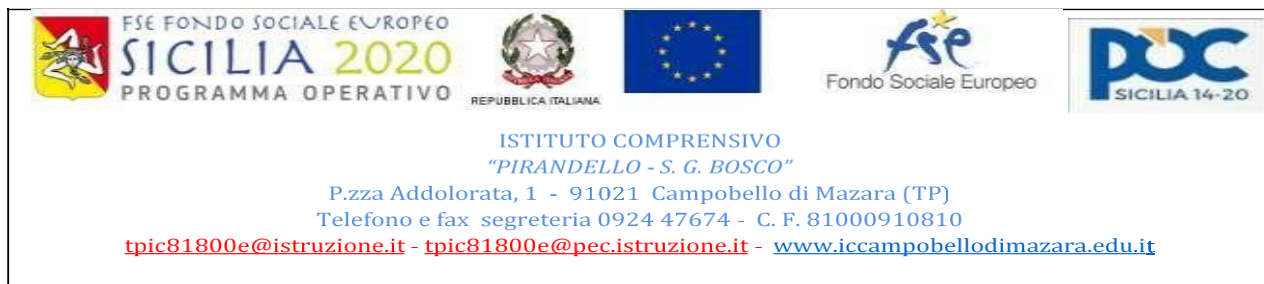 FSE FONDO SOCIALE EUROPEO
SICILIA 2020
PROGRAMMA OPERATIVO
REPUBBLICA ITALIANA
fse
Fondo Sociale Europeo
POC
SICILIA 14-20
ISTITUTO COMPRENSIVO
“PIRANDELLO - S. G. BOSCO”
P.zza Addolorata, 1 - 91021 Campobello di Mazara (TP)
Telefono e fax segreteria 0924 47674 - C. F. 81000910810
tpic81800e@istruzione.it - tpic81800e@pec.istruzione.it - www.iccampobellodimazara.edu.it